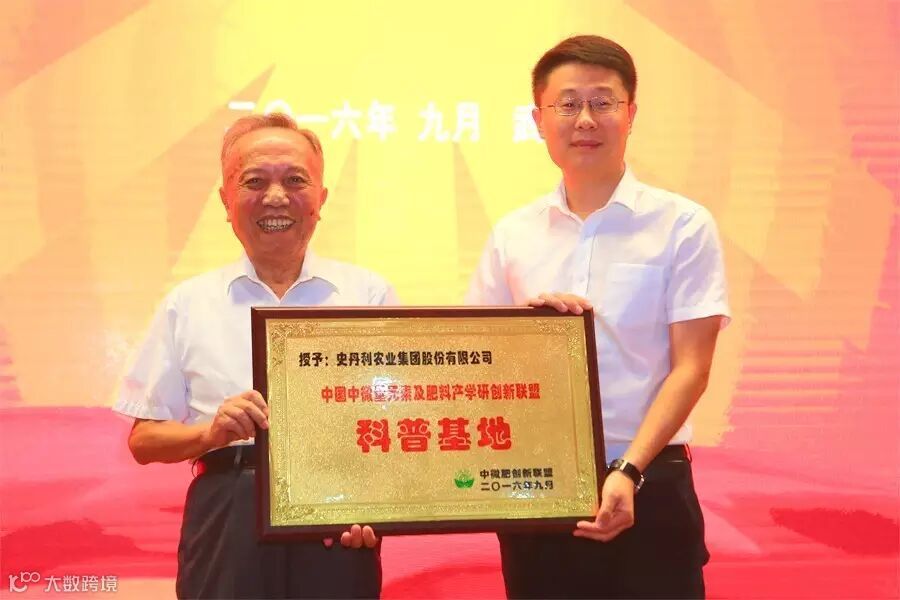 二〇一六年 九月 武
授予：史丹利农业集团股份有限公司
中国中微量元素及肥料产学研创新联盟
科普基地
中微肥创新联盟
二〇一六年九月
大数跨境